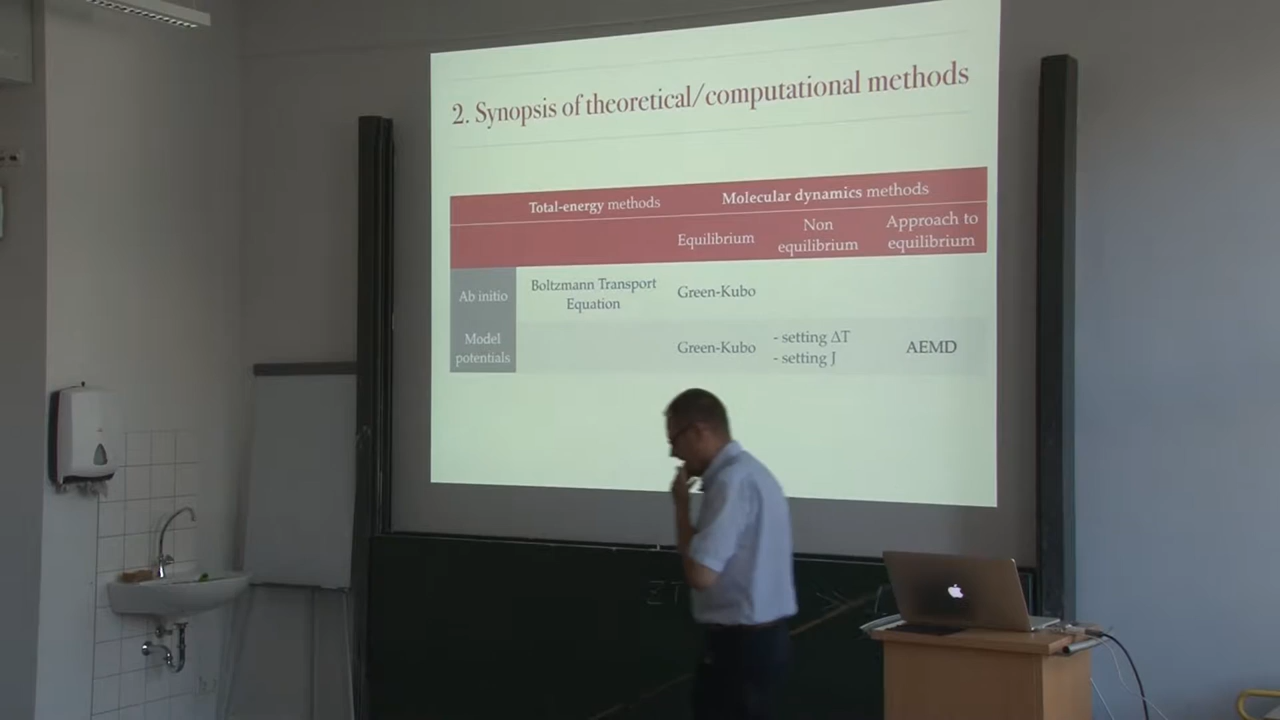 2. Synopsis of theoretical/computational methods
Total-energy methods
Molecular dynamics methods
Equilibrium
Non
equilibrium
Approach to
equilibrium
Ab initio
Boltzmann Transport
Equation
Green-Kubo
Model
potentials
Green-Kubo
- setting ΔT
- setting J
AEMD
ZT